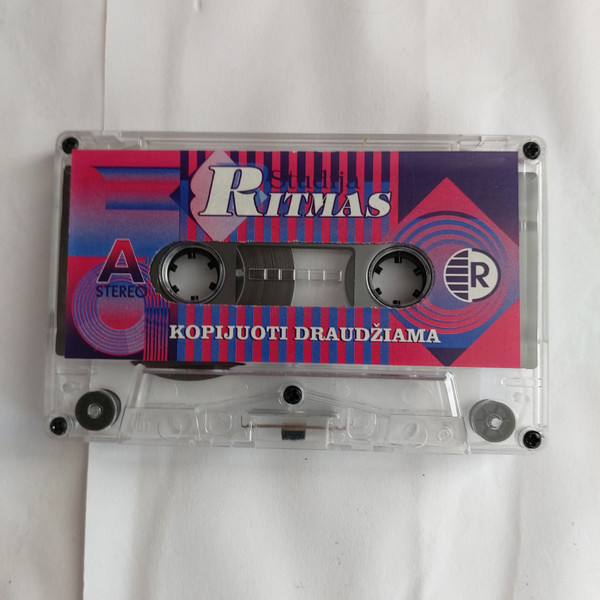 Studija
RITMAS
A
STEREO
R
KOPIJUOTI DRAUDŽIAMA